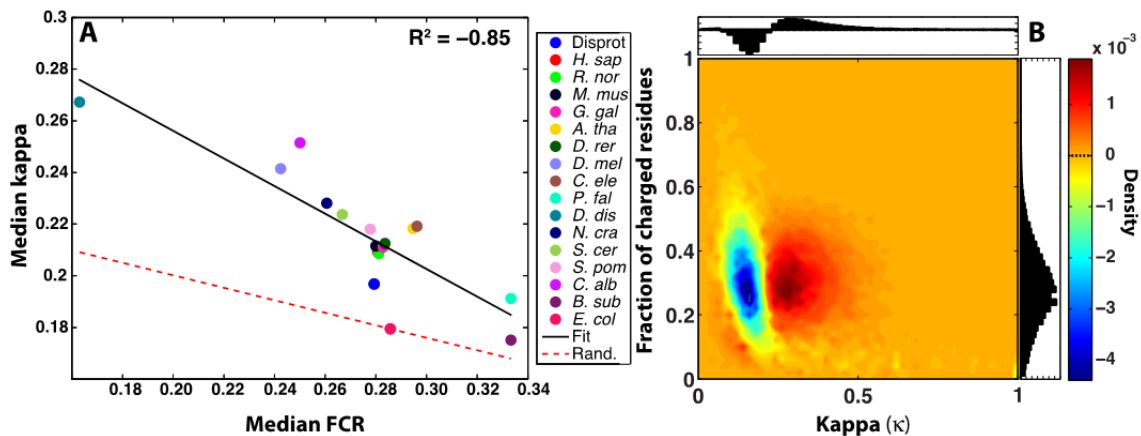 A
R² = −0.85
0.3
0.28
0.26
0.24
0.22
0.20
0.18
Median kappa
0.18
0.20
0.22
0.24
0.26
0.28
0.30
0.32
0.34
Median FCR
Disprot
H. sap
R. nor
M. mus
G. gal
A. tha
D. rer
D. mel
C. ele
P. fal
D. dis
N. cra
S. cer
S. pom
C. alb
B. sub
E. col
Fit
Rand.
B
1
0.8
0.6
0.4
0.2
0
Fraction of charged residues
0
0.5
1
Kappa (κ)
x 10⁻³
1
0
−1
−2
−3
−4
Density